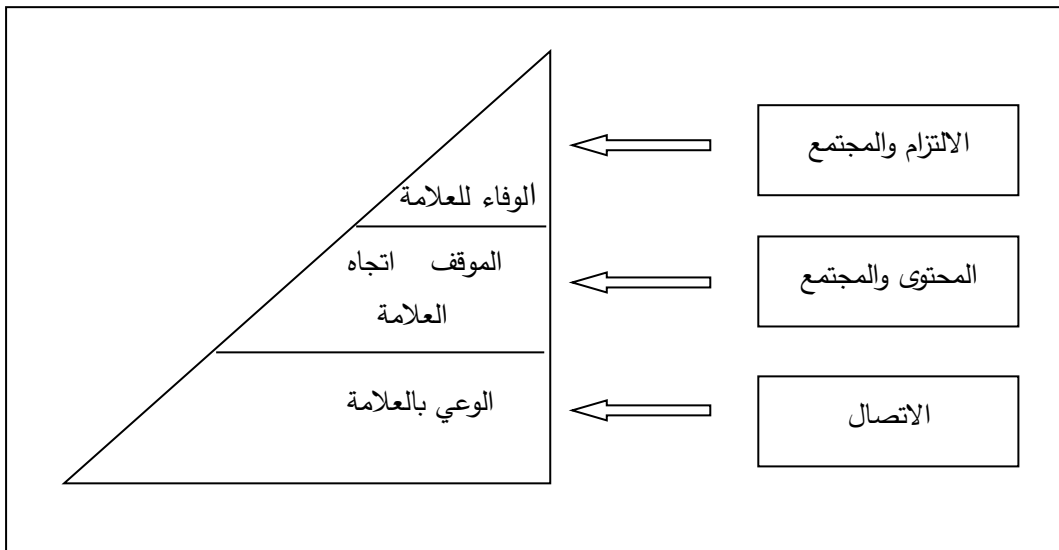 الالتزام والمجتمع
الوفاء للعلامة
المحتوى والمجتمع
الموقف اتجاه
العلامة
الاتصال
الوعي بالعلامة